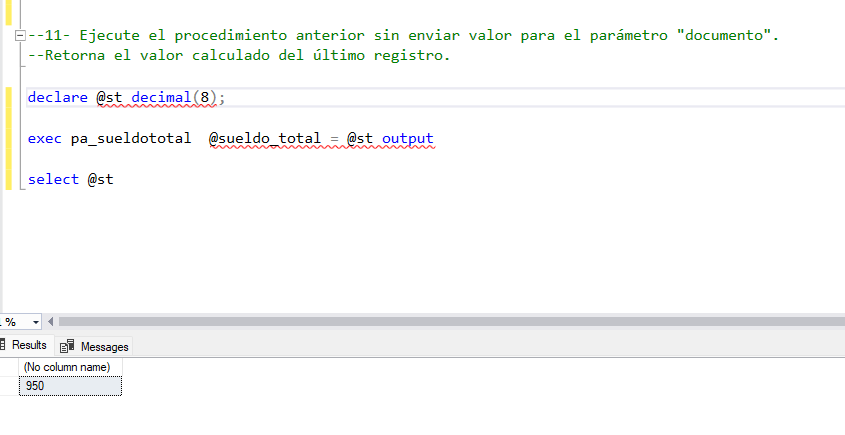 --11- Ejecute el procedimiento anterior sin enviar valor para el parámetro "documento".
--Retorna el valor calculado del último registro.
declare @st decimal(8);
exec pa_sueldototal  @sueldo_total = @st output
select @st
%
Results Messages
(No column name)
950